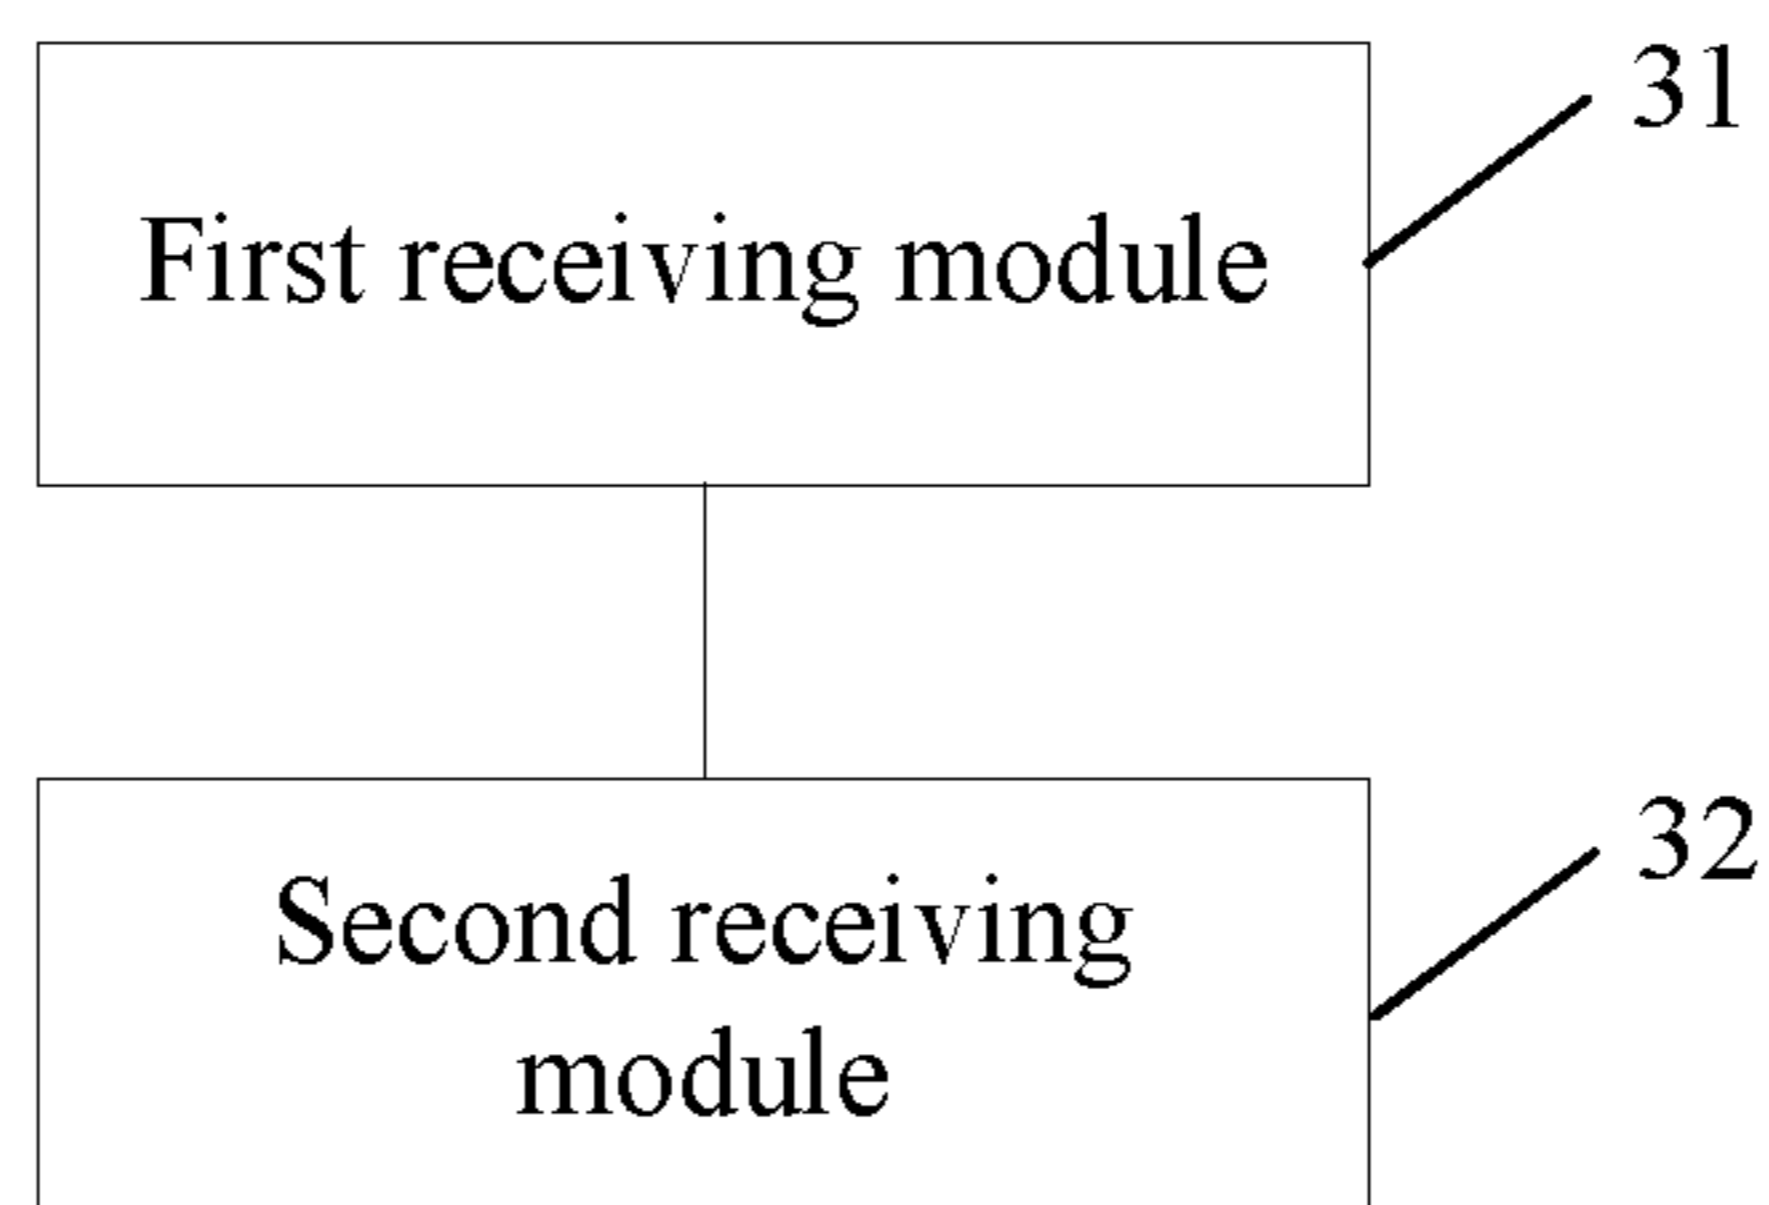 31
First receiving module
32
Second receiving
module